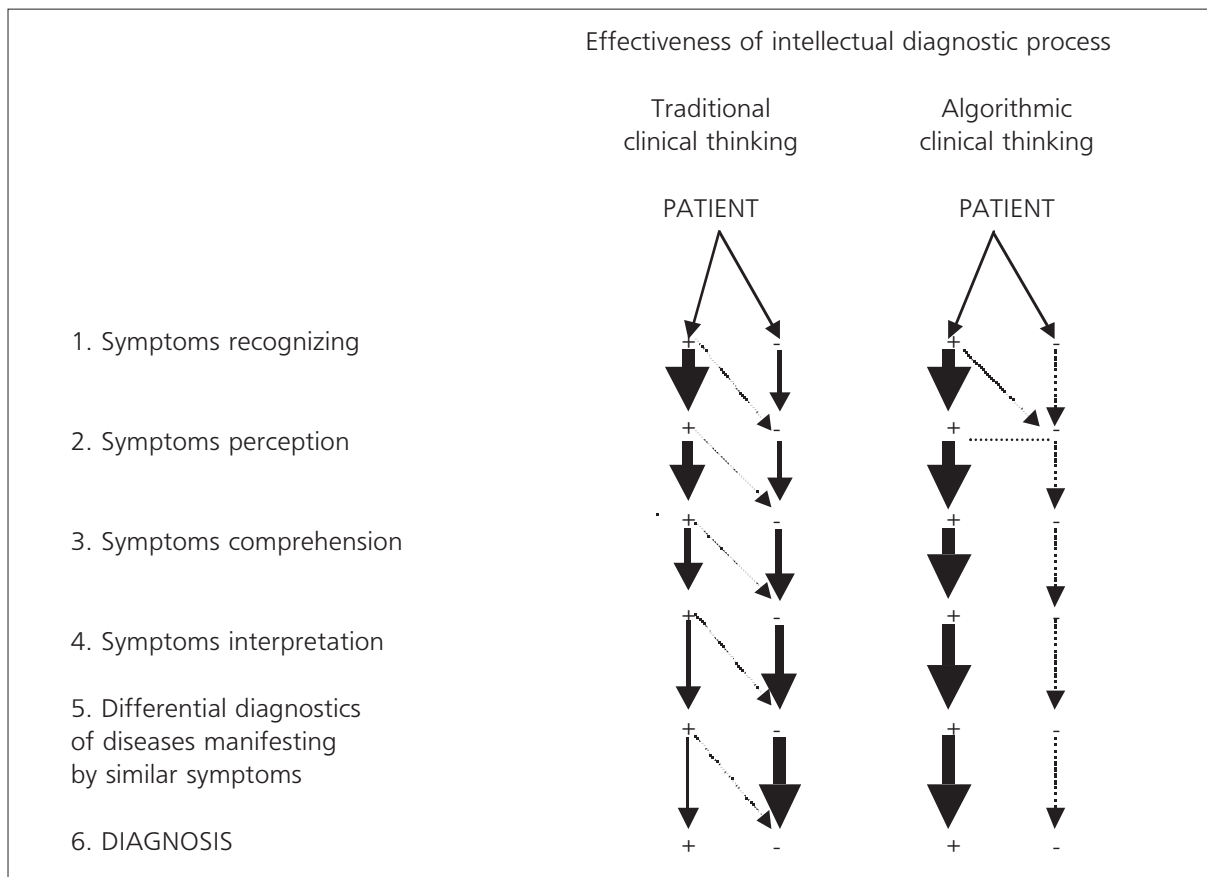 Effectiveness of intellectual diagnostic process
Traditional
clinical thinking
Algorithmic
clinical thinking
PATIENT
PATIENT
1. Symptoms recognizing
+ - + -
2. Symptoms perception
+ - + -
3. Symptoms comprehension
+ - + -
4. Symptoms interpretation
+ - + -
5. Differential diagnostics
of diseases manifesting
by similar symptoms
+ - + -
6. DIAGNOSIS
+ - + -